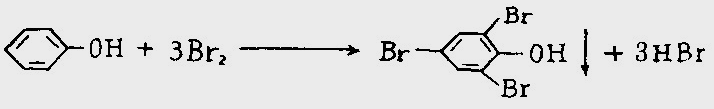 Br
-OH + 3Br₂ ⟶ Br- -OH ↓ + 3HBr
Br